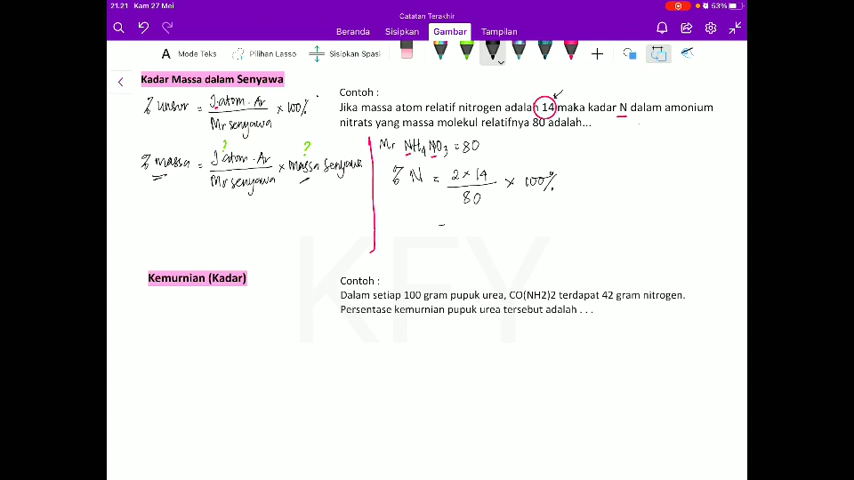 21.21 Kam 27 Mei
63%
Catatan Terakhir
Beranda Sisipkan Gambar Tampilan
A Mode Teks Pilihan Lasso Sisipkan Spasi
Kadar Massa dalam Senyawa
% unsur = J.atom . Ar / Mr senyawa × 100%
? ?
% massa = J atom . Ar / Mr senyawa × massa senyawa
Contoh :
Jika massa atom relatif nitrogen adalah 14 maka kadar N dalam amonium
nitrats yang massa molekul relatifnya 80 adalah...
Mr NH4NO3 = 80
% N = 2 × 14 / 80 × 100%
=
Kemurnian (Kadar)
Contoh :
Dalam setiap 100 gram pupuk urea, CO(NH2)2 terdapat 42 gram nitrogen.
Persentase kemurnian pupuk urea tersebut adalah . . .
KFY